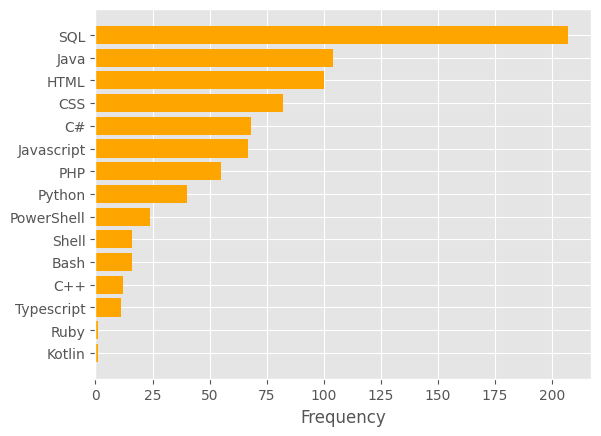 SQL
Java
HTML
CSS
C#
Javascript
PHP
Python
PowerShell
Shell
Bash
C++
Typescript
Ruby
Kotlin
0 25 50 75 100 125 150 175 200
Frequency